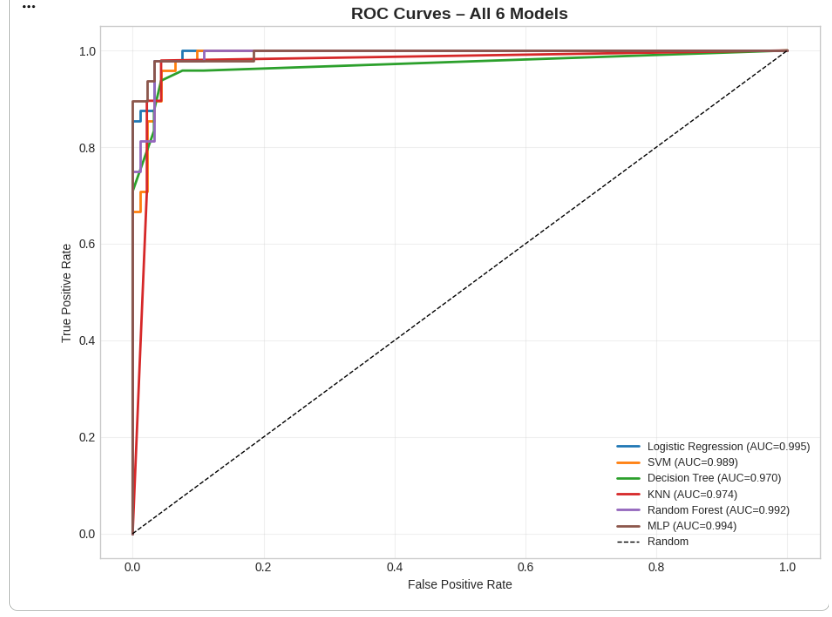 •••
ROC Curves – All 6 Models
1.0
0.8
0.6
0.4
0.2
0.0
True Positive Rate
Logistic Regression (AUC=0.995)
SVM (AUC=0.989)
Decision Tree (AUC=0.970)
KNN (AUC=0.974)
Random Forest (AUC=0.992)
MLP (AUC=0.994)
Random
0.0 0.2 0.4 0.6 0.8 1.0
False Positive Rate